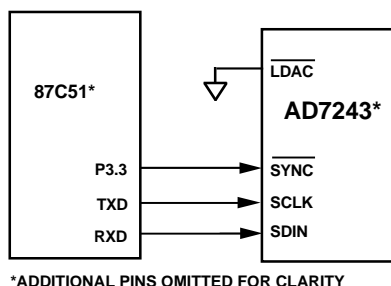 87C51*
P3.3
TXD
RXD
LDAC
AD7243*
SYNC
SCLK
SDIN
*ADDITIONAL PINS OMITTED FOR CLARITY